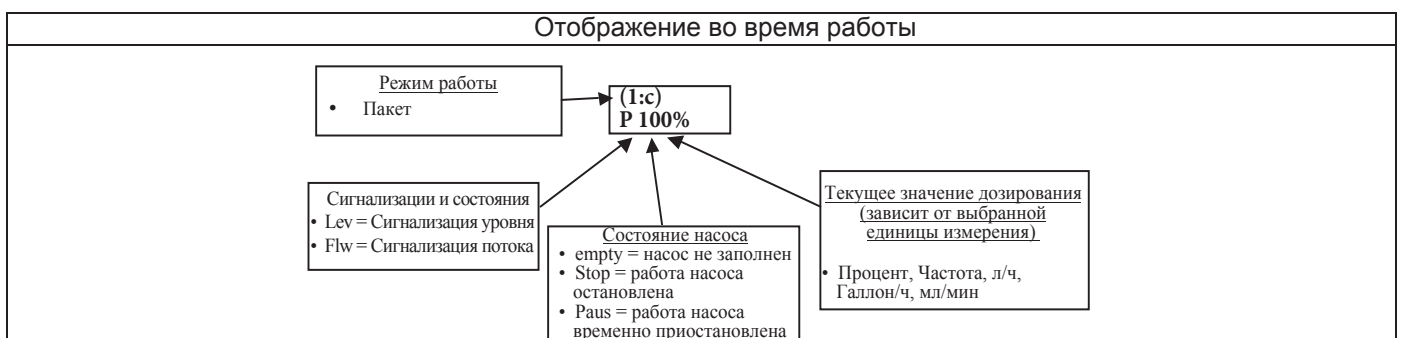 Отображение во время работы
Режим работы
• Пакет
(1:c)
P 100%
Сигнализации и состояния
• Lev = Сигнализация уровня
• Flw = Сигнализация потока
Состояние насоса
• empty = насос не заполнен
• Stop = работа насоса
остановлена
• Paus = работа насоса
временно приостановлена
Текущее значение дозирования
(зависит от выбранной
единицы измерения)
• Процент, Частота, л/ч,
Галлон/ч, мл/мин